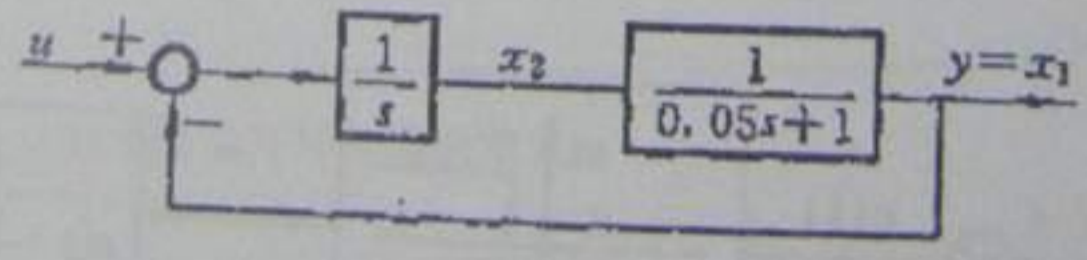 u + 1/s x₂ 1/(0.05s+1) y=x₁
−